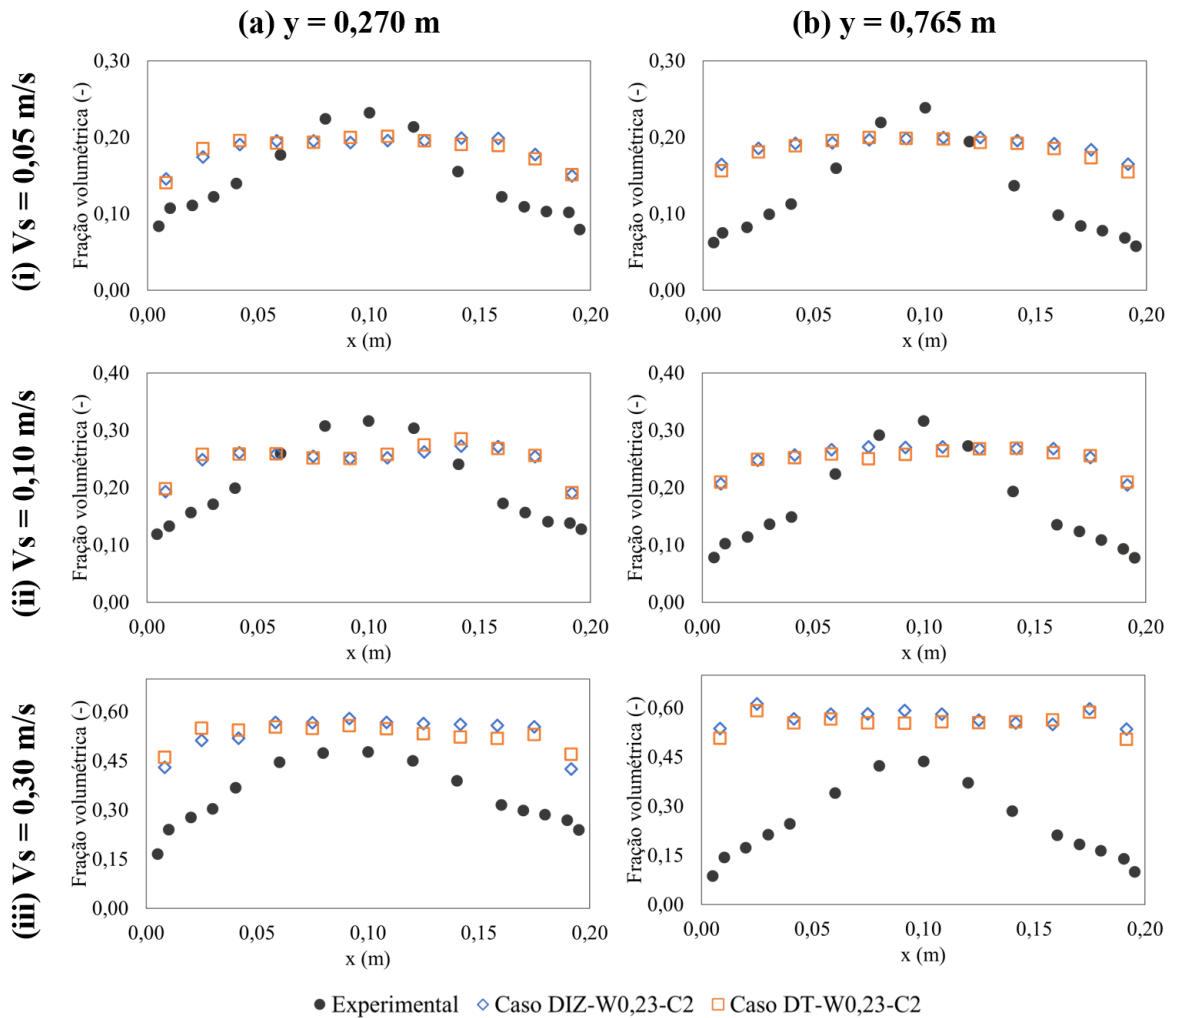 (a) y = 0,270 m
(b) y = 0,765 m
(i) Vs = 0,05 m/s
Fração volumétrica (-)
0,30
0,20
0,10
0,00
0,00 0,05 0,10 0,15 0,20
x (m)
Fração volumétrica (-)
0,30
0,20
0,10
0,00
0,00 0,05 0,10 0,15 0,20
x (m)
(ii) Vs = 0,10 m/s
Fração volumétrica (-)
0,40
0,30
0,20
0,10
0,00
0,00 0,05 0,10 0,15 0,20
x (m)
Fração volumétrica (-)
0,40
0,30
0,20
0,10
0,00
0,00 0,05 0,10 0,15 0,20
x (m)
(iii) Vs = 0,30 m/s
Fração volumétrica (-)
0,60
0,45
0,30
0,15
0,00
0,00 0,05 0,10 0,15 0,20
x (m)
Fração volumétrica (-)
0,60
0,45
0,30
0,15
0,00
0,00 0,05 0,10 0,15 0,20
x (m)
Experimental Caso DIZ-W0,23-C2 Caso DT-W0,23-C2